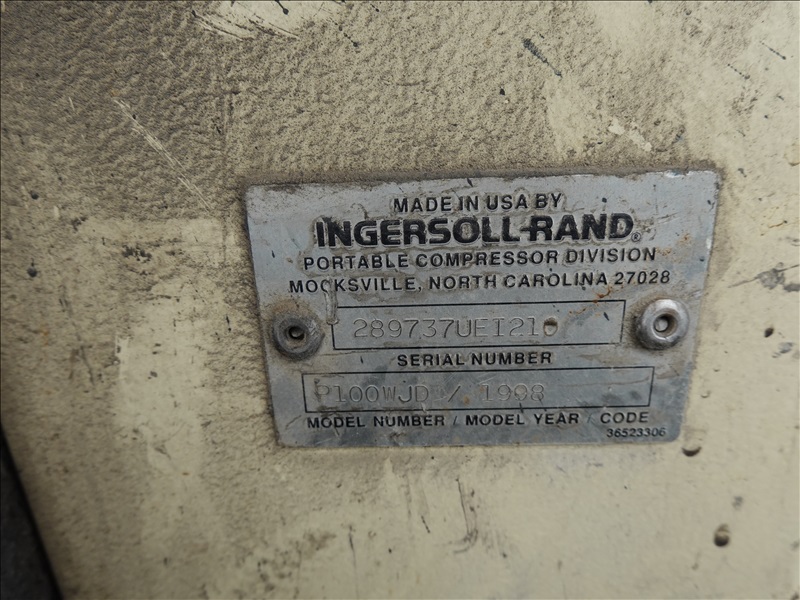 MADE IN USA BY
INGERSOLL-RAND®
PORTABLE COMPRESSOR DIVISION
MOCKSVILLE, NORTH CAROLINA 27028
289737UEI210
SERIAL NUMBER
P100WJD / 1998
MODEL NUMBER / MODEL YEAR / CODE
36523306